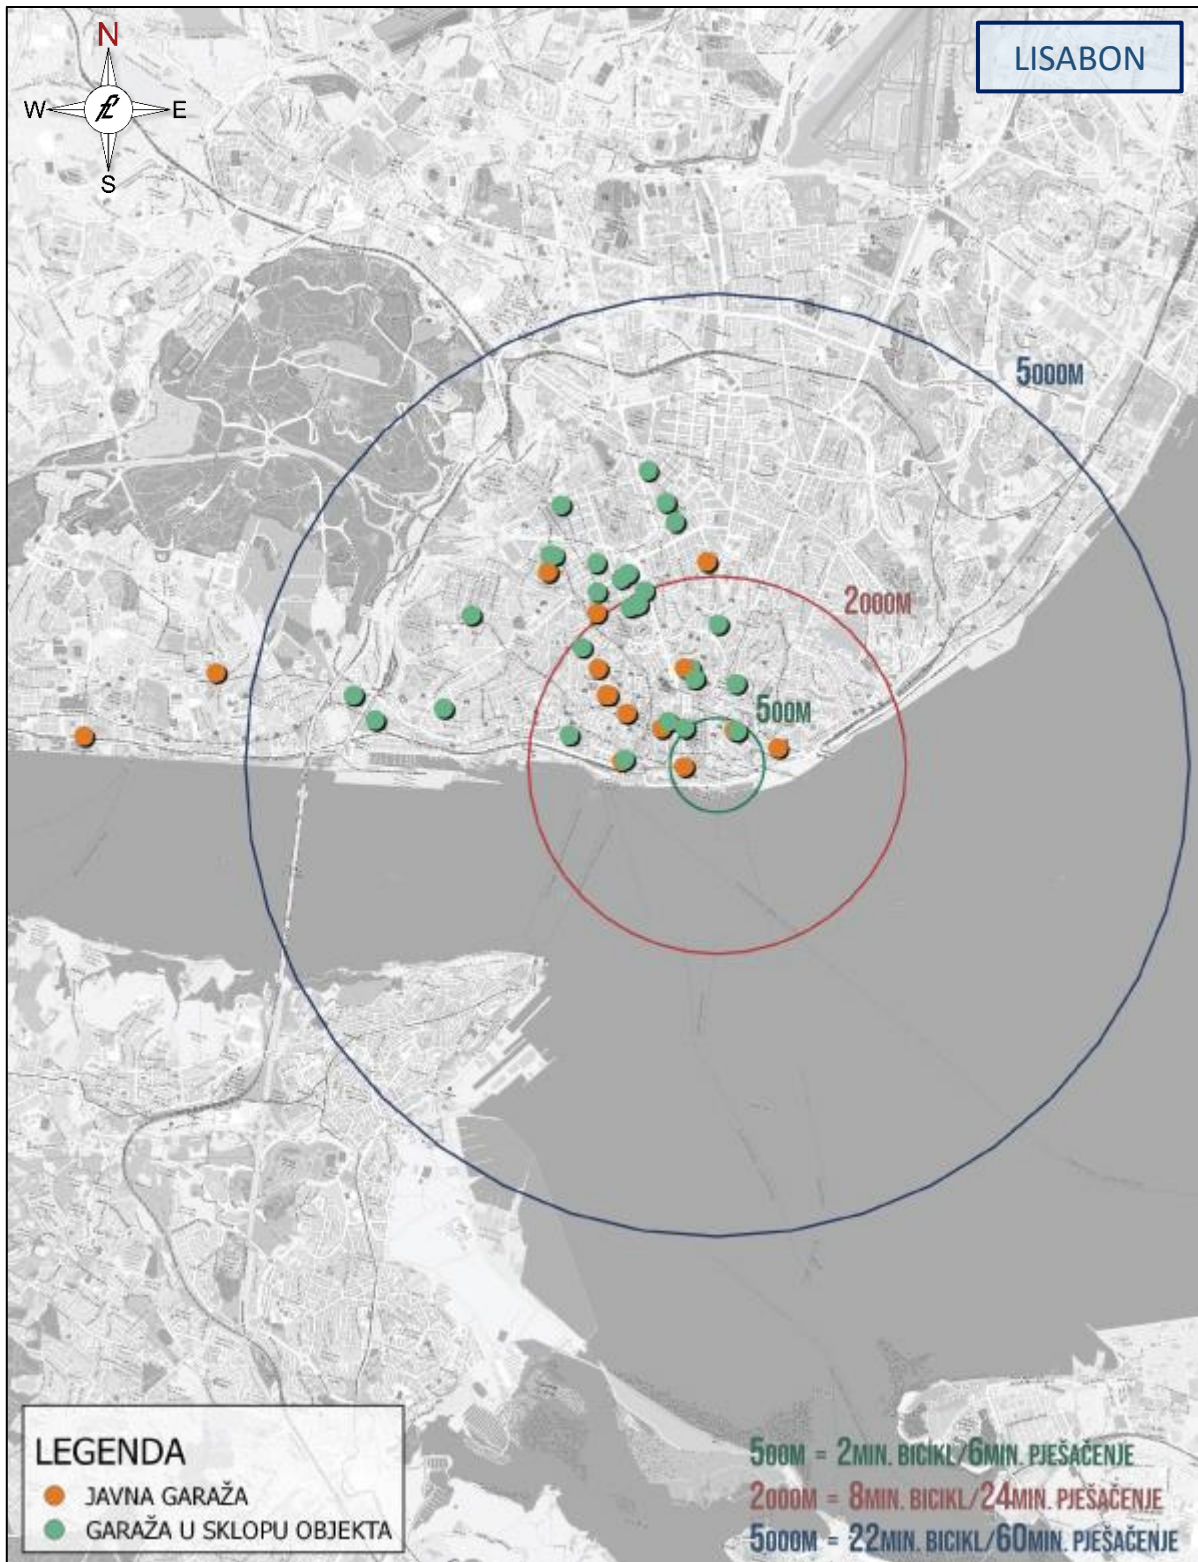 N
LISABON
W
E
S
5000M
2000M
500M
LEGENDA
JAVNA GARAŽA
GARAŽA U SKLOPU OBJEKTA
500M = 2MIN. BICIKL/6MIN. PJEŠAČENJE
2000M = 8MIN. BICIKL/24MIN. PJEŠAČENJE
5000M = 22MIN. BICIKL/60MIN. PJEŠAČENJE